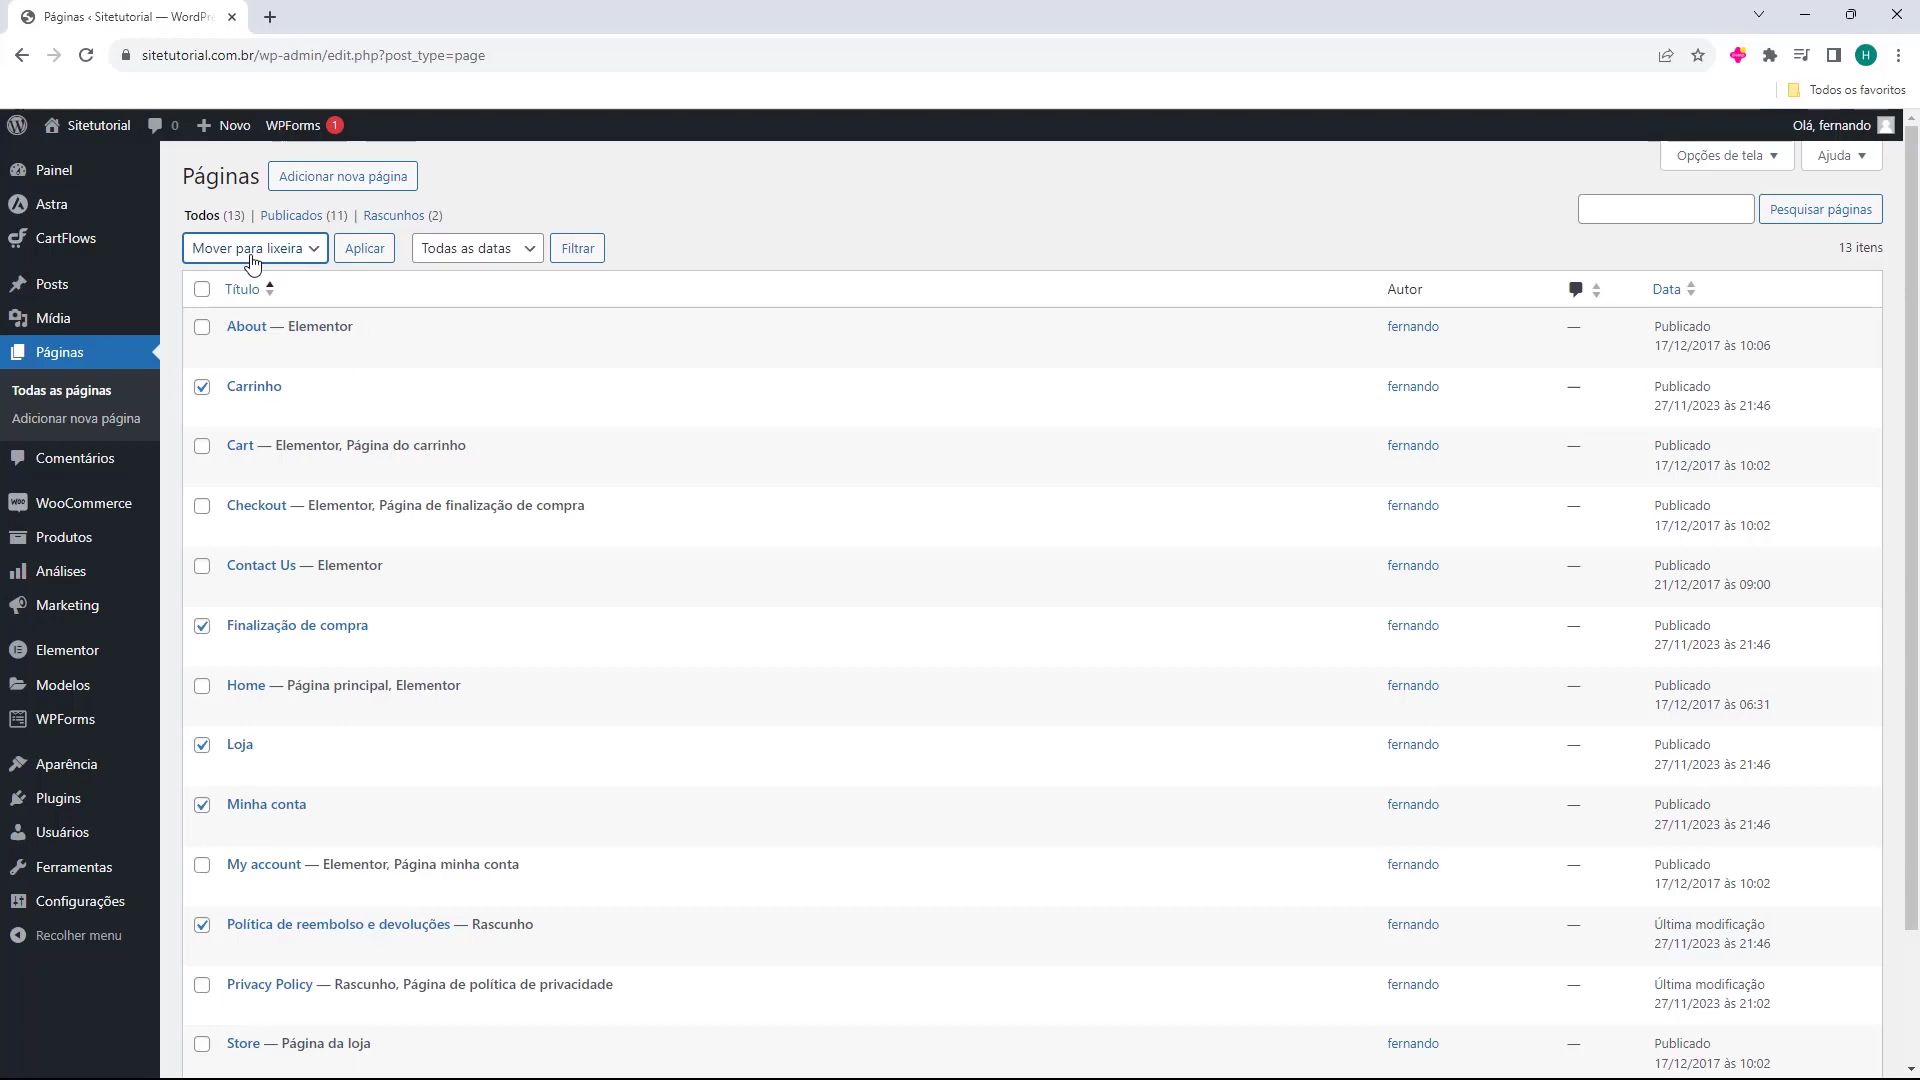 Páginas ‹ Sitetutorial — WordPr
sitetutorial.com.br/wp-admin/edit.php?post_type=page
H
Todos os favoritos
Sitetutorial 0 Novo WPForms 1
Olá, fernando
Opções de tela
Ajuda
Painel
Astra
CartFlows
Posts
Mídia
Páginas
Todas as páginas
Adicionar nova página
Comentários
WooCommerce
Produtos
Análises
Marketing
Elementor
Modelos
WPForms
Aparência
Plugins
Usuários
Ferramentas
Configurações
Recolher menu
Páginas Adicionar nova página
Todos (13) | Publicados (11) | Rascunhos (2)
Pesquisar páginas
Mover para lixeira Aplicar Todas as datas Filtrar
13 itens
Título Autor Data
About — Elementor fernando — Publicado
17/12/2017 às 10:06
Carrinho fernando — Publicado
27/11/2023 às 21:46
Cart — Elementor, Página do carrinho fernando — Publicado
17/12/2017 às 10:02
Checkout — Elementor, Página de finalização de compra fernando — Publicado
17/12/2017 às 10:02
Contact Us — Elementor fernando — Publicado
21/12/2017 às 09:00
Finalização de compra fernando — Publicado
27/11/2023 às 21:46
Home — Página principal, Elementor fernando — Publicado
17/12/2017 às 06:31
Loja fernando — Publicado
27/11/2023 às 21:46
Minha conta fernando — Publicado
27/11/2023 às 21:46
My account — Elementor, Página minha conta fernando — Publicado
17/12/2017 às 10:02
Política de reembolso e devoluções — Rascunho fernando — Última modificação
27/11/2023 às 21:46
Privacy Policy — Rascunho, Página de política de privacidade fernando — Última modificação
27/11/2023 às 21:02
Store — Página da loja fernando — Publicado
17/12/2017 às 10:02